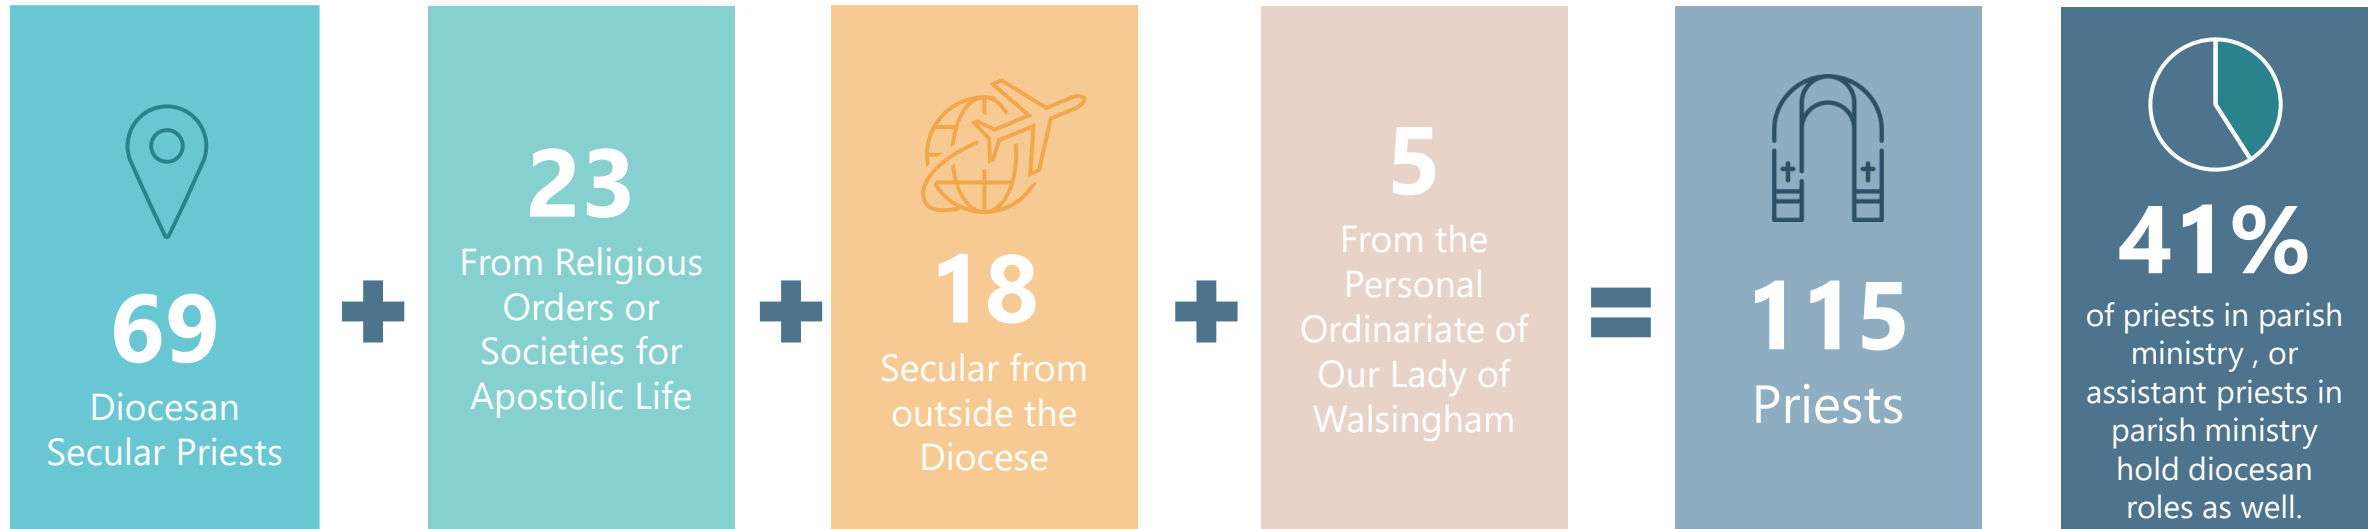 69
Diocesan
Secular Priests
23
From Religious
Orders or
Societies for
Apostolic Life
18
Secular from
outside the
Diocese
5
From the
Personal
Ordinariate of
Our Lady of
Walsingham
115
Priests
41%
of priests in parish
ministry , or
assistant priests in
parish ministry
hold diocesan
roles as well.